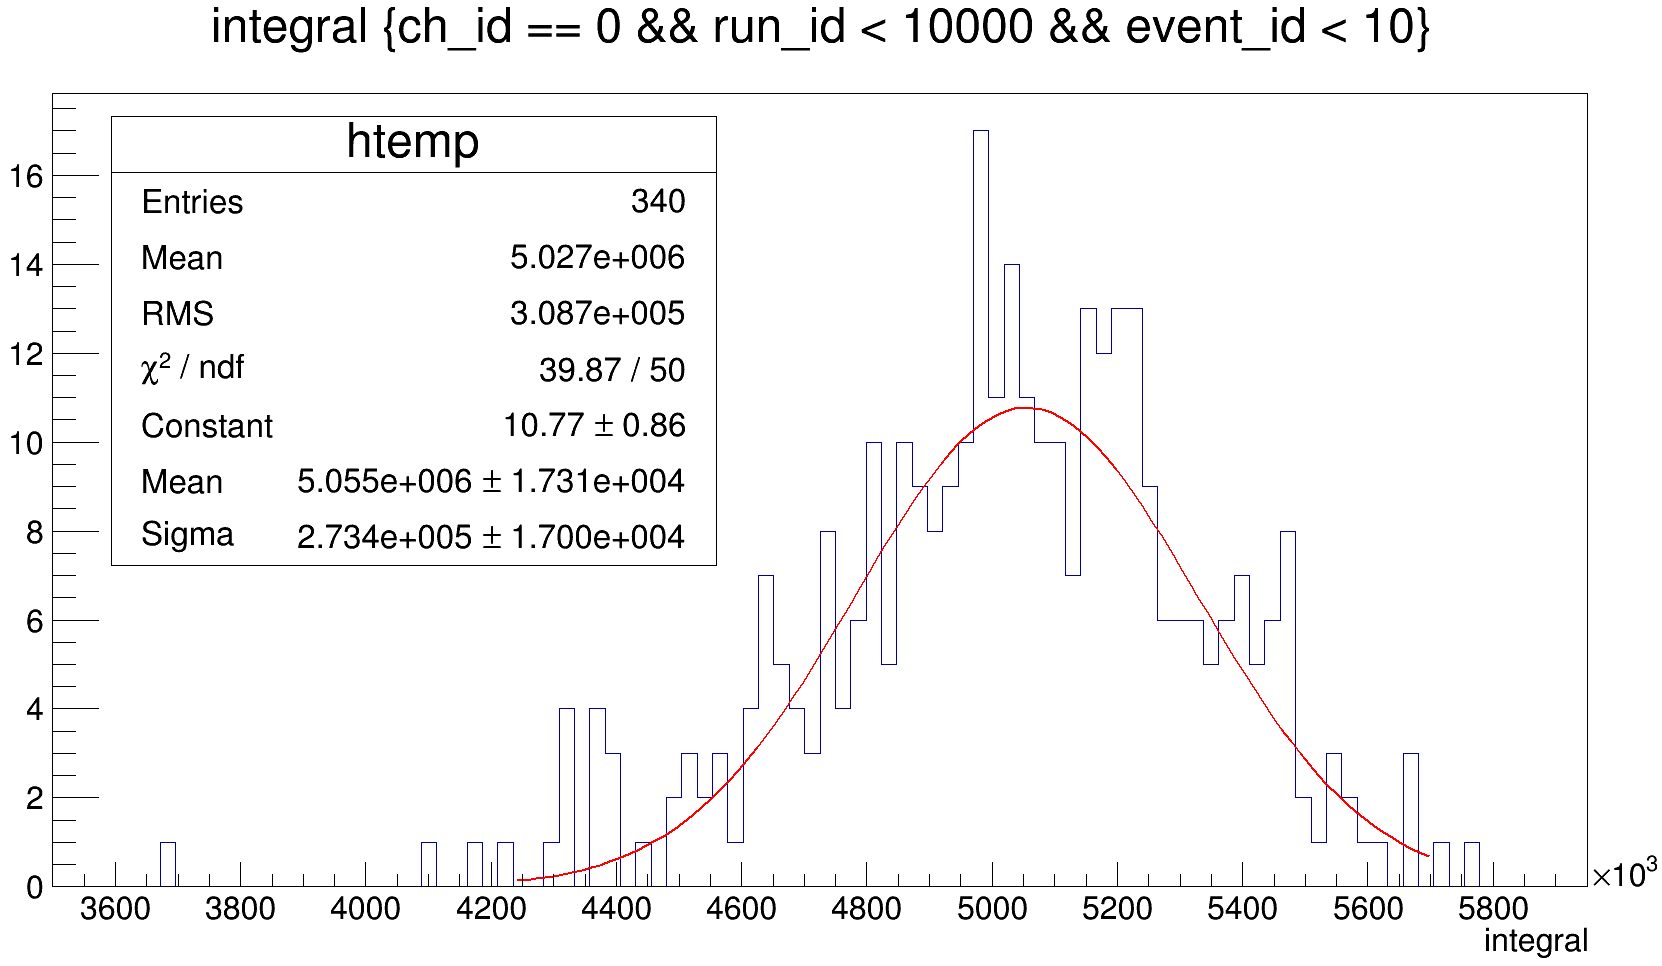 integral {ch_id == 0 && run_id < 10000 && event_id < 10}
htemp
Entries 340
Mean 5.027e+006
RMS 3.087e+005
χ² / ndf 39.87 / 50
Constant 10.77 ± 0.86
Mean 5.055e+006 ± 1.731e+004
Sigma 2.734e+005 ± 1.700e+004
16
14
12
10
8
6
4
2
0
3600 3800 4000 4200 4400 4600 4800 5000 5200 5400 5600 5800
×10³
integral